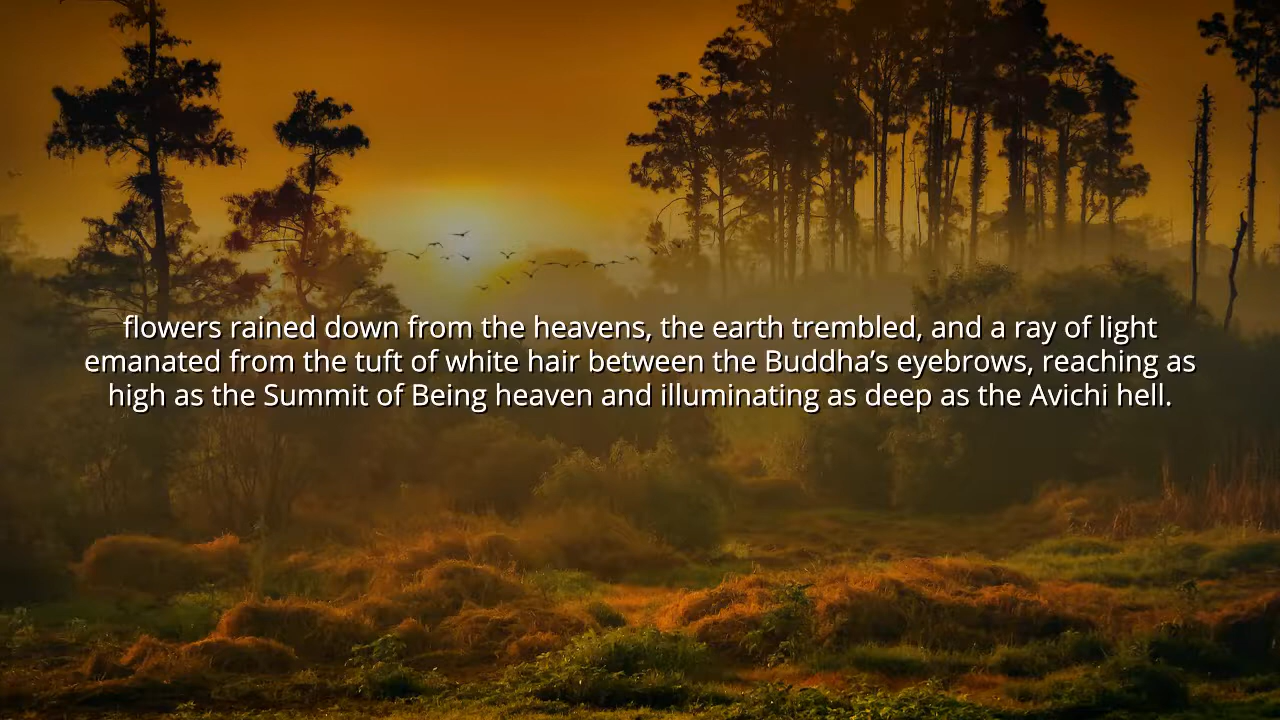 flowers rained down from the heavens, the earth trembled, and a ray of light
emanated from the tuft of white hair between the Buddha’s eyebrows, reaching as
high as the Summit of Being heaven and illuminating as deep as the Avichi hell.